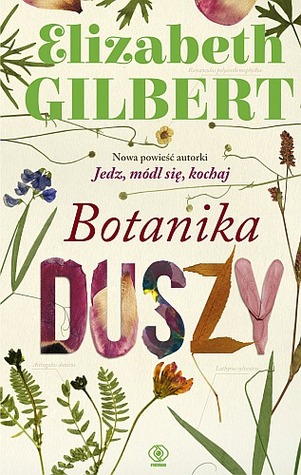 Elizabeth
GILBERT
Nowa powieść autorki
Jedz, módl się, kochaj
Botanika
DUSZY